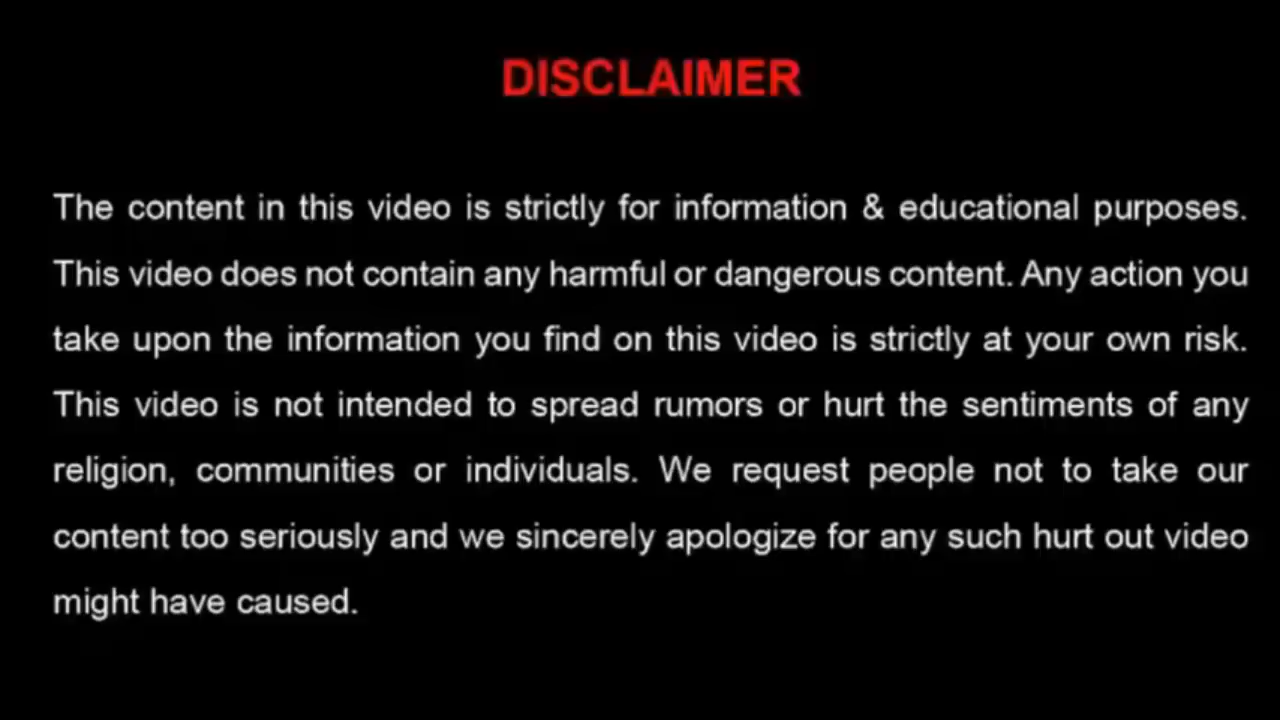 DISCLAIMER
The content in this video is strictly for information & educational purposes.
This video does not contain any harmful or dangerous content. Any action you
take upon the information you find on this video is strictly at your own risk.
This video is not intended to spread rumors or hurt the sentiments of any
religion, communities or individuals. We request people not to take our
content too seriously and we sincerely apologize for any such hurt out video
might have caused.